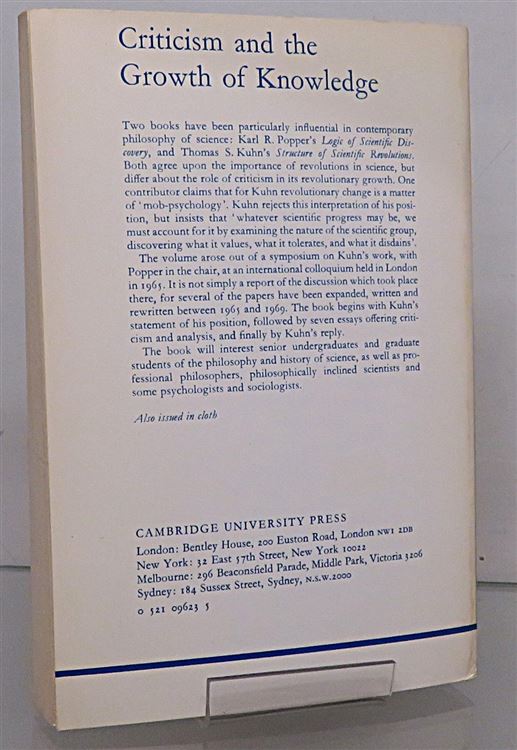 Criticism and the
Growth of Knowledge
Two books have been particularly influential in contemporary
philosophy of science: Karl R. Popper's Logic of Scientific Dis-
covery, and Thomas S. Kuhn's Structure of Scientific Revolutions.
Both agree upon the importance of revolutions in science, but
differ about the role of criticism in its revolutionary growth. One
contributor claims that for Kuhn revolutionary change is a matter
of 'mob-psychology'. Kuhn rejects this interpretation of his posi-
tion, but insists that 'whatever scientific progress may be, we
must account for it by examining the nature of the scientific group,
discovering what it values, what it tolerates, and what it disdains'.
The volume arose out of a symposium on Kuhn's work, with
Popper in the chair, at an international colloquium held in London
in 1965. It is not simply a report of the discussion which took place
there, for several of the papers have been expanded, written and
rewritten between 1965 and 1969. The book begins with Kuhn's
statement of his position, followed by seven essays offering criti-
cism and analysis, and finally by Kuhn's reply.
The book will interest senior undergraduates and graduate
students of the philosophy and history of science, as well as pro-
fessional philosophers, philosophically inclined scientists and
some psychologists and sociologists.
Also issued in cloth
CAMBRIDGE UNIVERSITY PRESS
London: Bentley House, 200 Euston Road, London NW1 2DB
New York: 32 East 57th Street, New York 10022
Melbourne: 296 Beaconsfield Parade, Middle Park, Victoria 3206
Sydney: 184 Sussex Street, Sydney, N.S.W.2000
0 521 09623 5